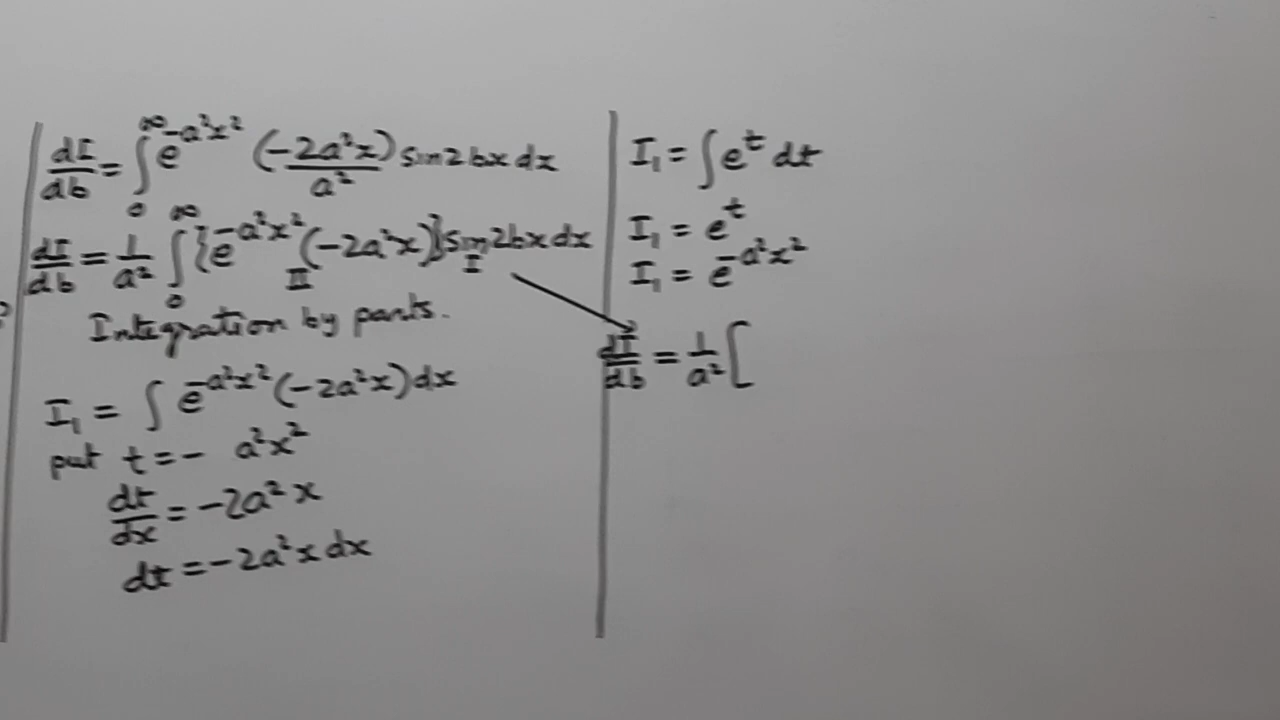 dI/db = ∫₀^∞ e^(-a²x²) (-2a²x)/a² sin2bx dx
dI/db = 1/a² ∫₀^∞ {e^(-a²x²) (-2a²x)} sin2bx dx
II I
Integration by parts.
I₁ = ∫ e^(-a²x²) (-2a²x) dx
put t = - a²x²
dt/dx = -2a²x
dt = -2a²x dx
I₁ = ∫ e^t dt
I₁ = e^t
I₁ = e^(-a²x²)
dI/db = 1/a² [